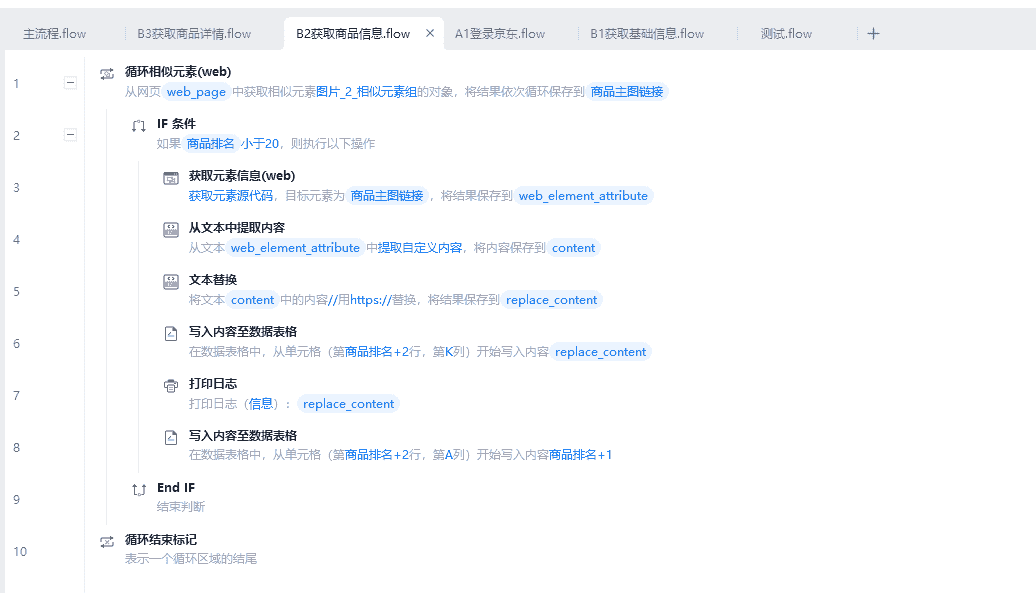 主流程.flow B3获取商品详情.flow B2获取商品信息.flow × A1登录京东.flow B1获取基础信息.flow 测试.flow +
1 循环相似元素(web)
从网页 web_page 中获取相似元素图片_2_相似元素组的对象，将结果依次循环保存到 商品主图链接
2 IF 条件
如果 商品排名 小于20，则执行以下操作
3 获取元素信息(web)
获取元素源代码，目标元素为 商品主图链接 ，将结果保存到 web_element_attribute
4 从文本中提取内容
从文本 web_element_attribute 中提取自定义内容，将内容保存到 content
5 文本替换
将文本 content 中的内容//用https://替换，将结果保存到 replace_content
6 写入内容至数据表格
在数据表格中，从单元格（第商品排名+2行，第K列）开始写入内容 replace_content
7 打印日志
打印日志（信息）： replace_content
8 写入内容至数据表格
在数据表格中，从单元格（第商品排名+2行，第A列）开始写入内容商品排名+1
9 End IF
结束判断
10 循环结束标记
表示一个循环区域的结尾